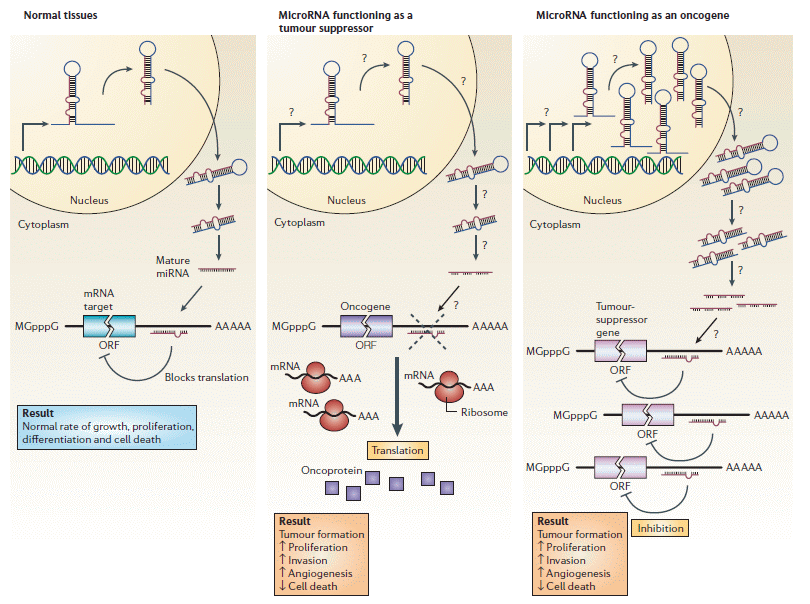 Normal tissues
Nucleus
Cytoplasm
Mature
miRNA
mRNA
target
MGpppG
AAAAA
ORF
Blocks translation
Result
Normal rate of growth, proliferation,
differentiation and cell death
MicroRNA functioning as a
tumour suppressor
?
?
?
Nucleus
Cytoplasm
?
?
?
Oncogene
MGpppG
AAAAA
ORF
mRNA
AAA
mRNA
AAA
mRNA
AAA
Ribosome
Translation
Oncoprotein
Result
Tumour formation
↑ Proliferation
↑ Invasion
↑ Angiogenesis
↓ Cell death
MicroRNA functioning as an oncogene
?
?
?
Nucleus
Cytoplasm
?
?
?
Tumour-
suppressor
gene
MGpppG
AAAAA
ORF
MGpppG
AAAAA
ORF
MGpppG
AAAAA
ORF
Inhibition
Result
Tumour formation
↑ Proliferation
↑ Invasion
↑ Angiogenesis
↓ Cell death